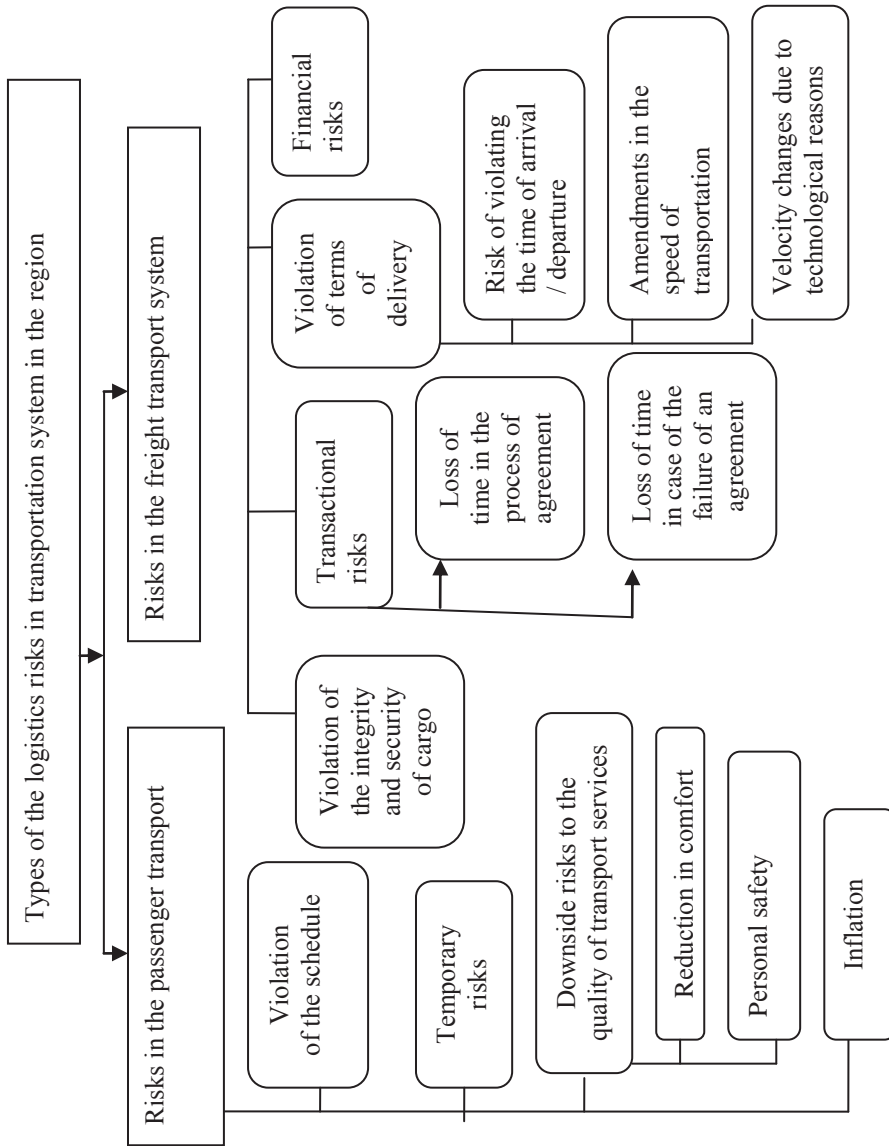 Types of the logistics risks in transportation system in the region
Risks in the passenger transport
Risks in the freight transport system
Violation
of the schedule
Temporary
risks
Downside risks to the
quality of transport services
Reduction in comfort
Personal safety
Inflation
Violation of
the integrity
and security
of cargo
Transactional
risks
Loss of
time in the
process of
agreement
Loss of time
in case of the
failure of an
agreement
Violation
of terms
of
delivery
Risk of violating
the time of arrival
/ departure
Amendments in the
speed of
transportation
Velocity changes due to
technological reasons
Financial
risks